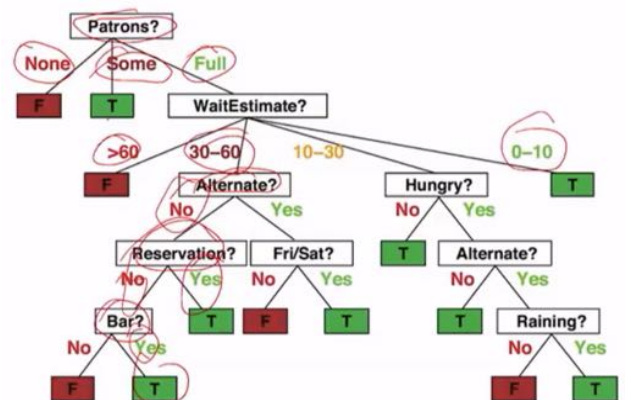 Patrons?
None Some Full
F T WaitEstimate?
>60 30–60 10–30 0–10
F Alternate? Hungry? T
No Yes No Yes
Reservation? Fri/Sat? T Alternate?
No Yes No Yes No Yes
Bar? T F T T Raining?
No Yes No Yes
F T F T